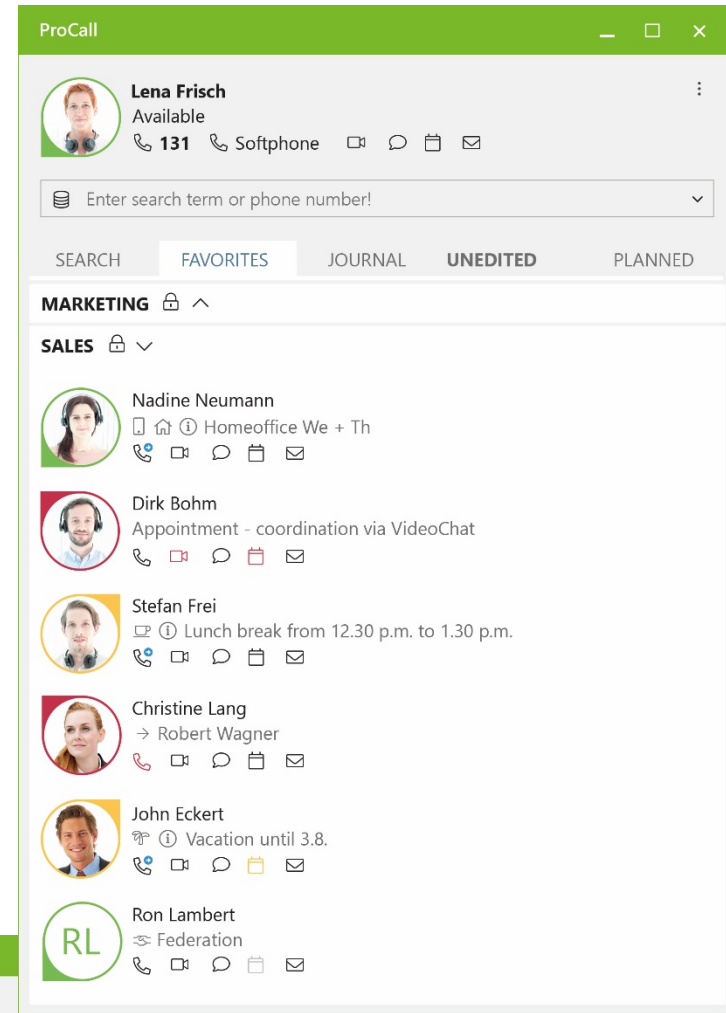 ProCall
Lena Frisch
Available
131 Softphone
Enter search term or phone number!
SEARCH FAVORITES JOURNAL UNEDITED PLANNED
MARKETING
SALES
Nadine Neumann
Homeoffice We + Th
Dirk Bohm
Appointment - coordination via VideoChat
Stefan Frei
Lunch break from 12.30 p.m. to 1.30 p.m.
Christine Lang
→ Robert Wagner
John Eckert
Vacation until 3.8.
RL
Ron Lambert
Federation